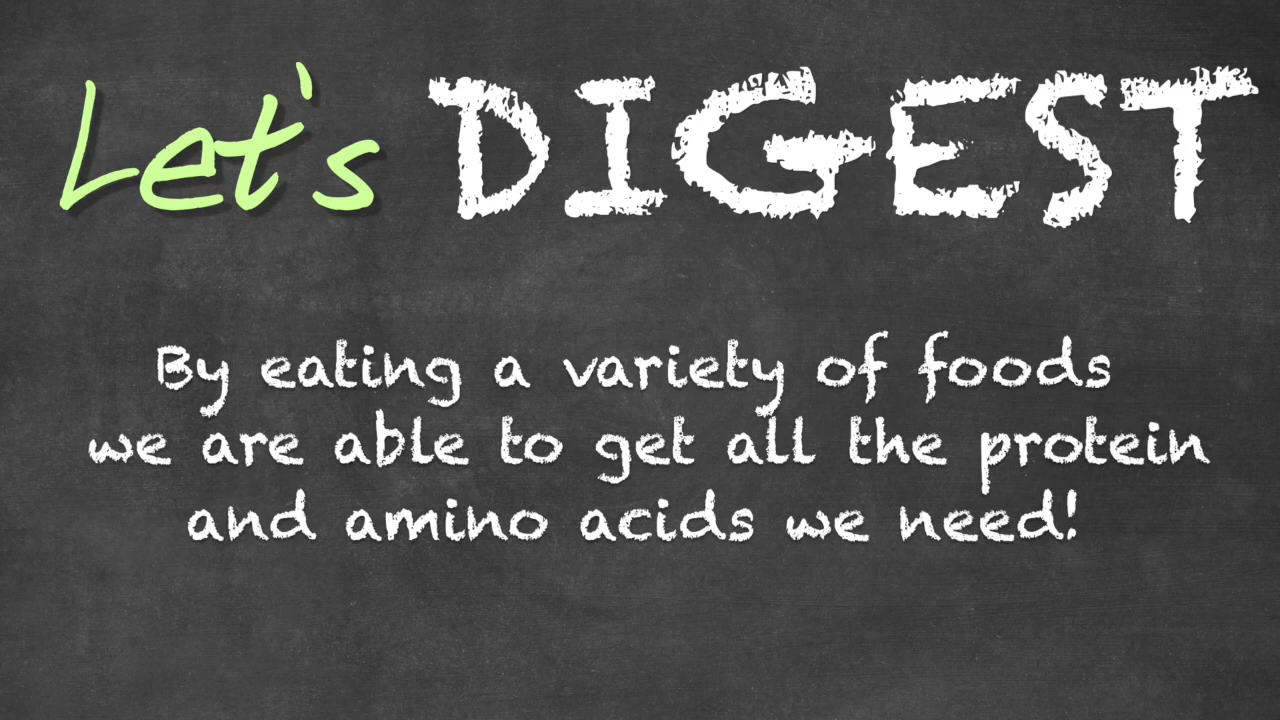 Let's DIGEST
By eating a variety of foods
we are able to get all the protein
and amino acids we need!